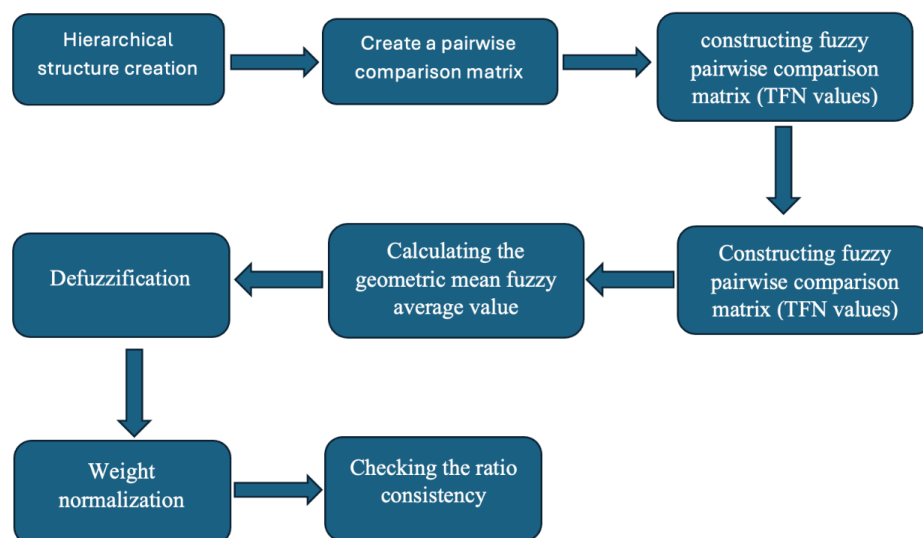 Hierarchical
structure creation
Create a pairwise
comparison matrix
constructing fuzzy
pairwise comparison
matrix (TFN values)
Constructing fuzzy
pairwise comparison
matrix (TFN values)
Calculating the
geometric mean fuzzy
average value
Defuzzification
Weight
normalization
Checking the ratio
consistency